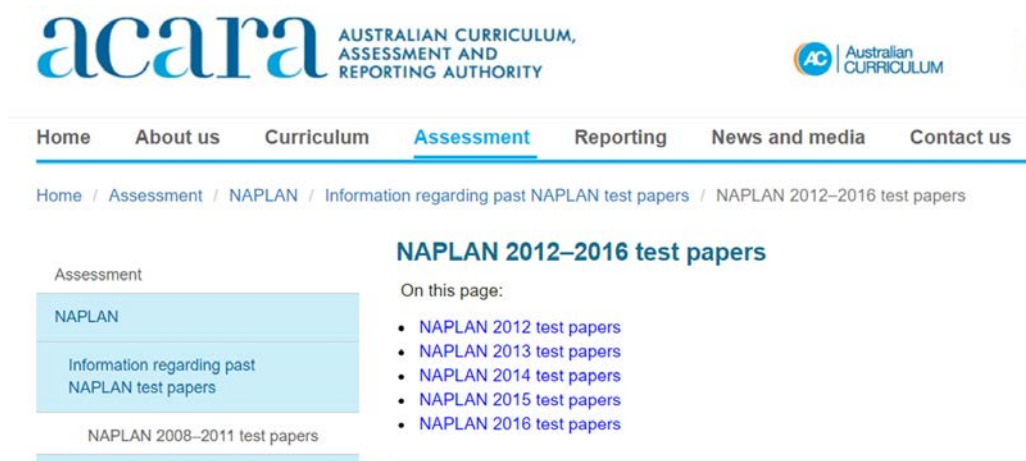 acara
AUSTRALIAN CURRICULUM,
ASSESSMENT AND
REPORTING AUTHORITY
AC
Australian
CURRICULUM
Home About us Curriculum Assessment Reporting News and media Contact us
Home / Assessment / NAPLAN / Information regarding past NAPLAN test papers / NAPLAN 2012–2016 test papers
Assessment
NAPLAN
Information regarding past
NAPLAN test papers
NAPLAN 2008–2011 test papers
NAPLAN 2012–2016 test papers
On this page:
• NAPLAN 2012 test papers
• NAPLAN 2013 test papers
• NAPLAN 2014 test papers
• NAPLAN 2015 test papers
• NAPLAN 2016 test papers